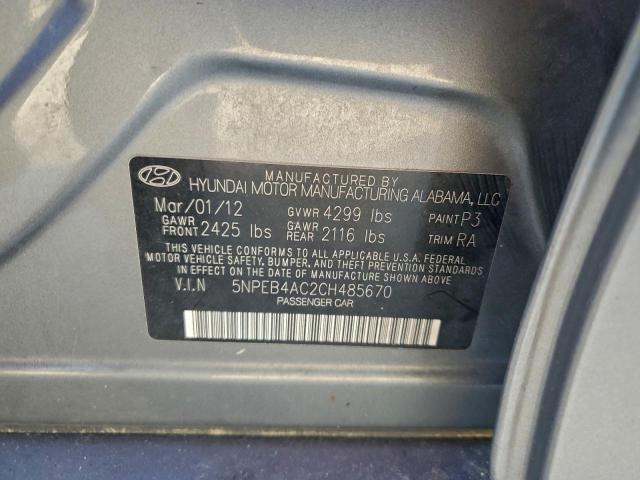 MANUFACTURED BY
HYUNDAI MOTOR MANUFACTURING ALABAMA, LLC
Mar/01/12 GVWR 4299 lbs PAINT P3
GAWR FRONT 2425 lbs GAWR REAR 2116 lbs TRIM RA
THIS VEHICLE CONFORMS TO ALL APPLICABLE U.S.A. FEDERAL
MOTOR VEHICLE SAFETY, BUMPER, AND THEFT PREVENTION STANDARDS
IN EFFECT ON THE DATE OF MANUFACTURE SHOWN ABOVE
V.I.N 5NPEB4AC2CH485670
PASSENGER CAR